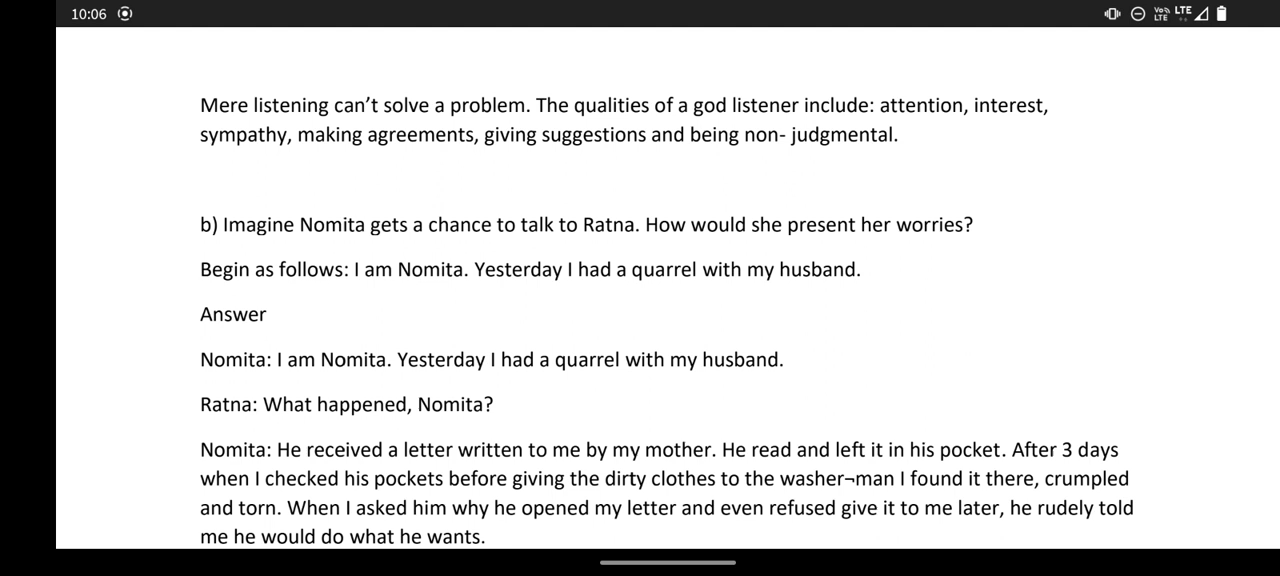 10:06
Vo LTE LTE
Mere listening can’t solve a problem. The qualities of a god listener include: attention, interest,
sympathy, making agreements, giving suggestions and being non- judgmental.
b) Imagine Nomita gets a chance to talk to Ratna. How would she present her worries?
Begin as follows: I am Nomita. Yesterday I had a quarrel with my husband.
Answer
Nomita: I am Nomita. Yesterday I had a quarrel with my husband.
Ratna: What happened, Nomita?
Nomita: He received a letter written to me by my mother. He read and left it in his pocket. After 3 days
when I checked his pockets before giving the dirty clothes to the washer¬man I found it there, crumpled
and torn. When I asked him why he opened my letter and even refused give it to me later, he rudely told
me he would do what he wants.